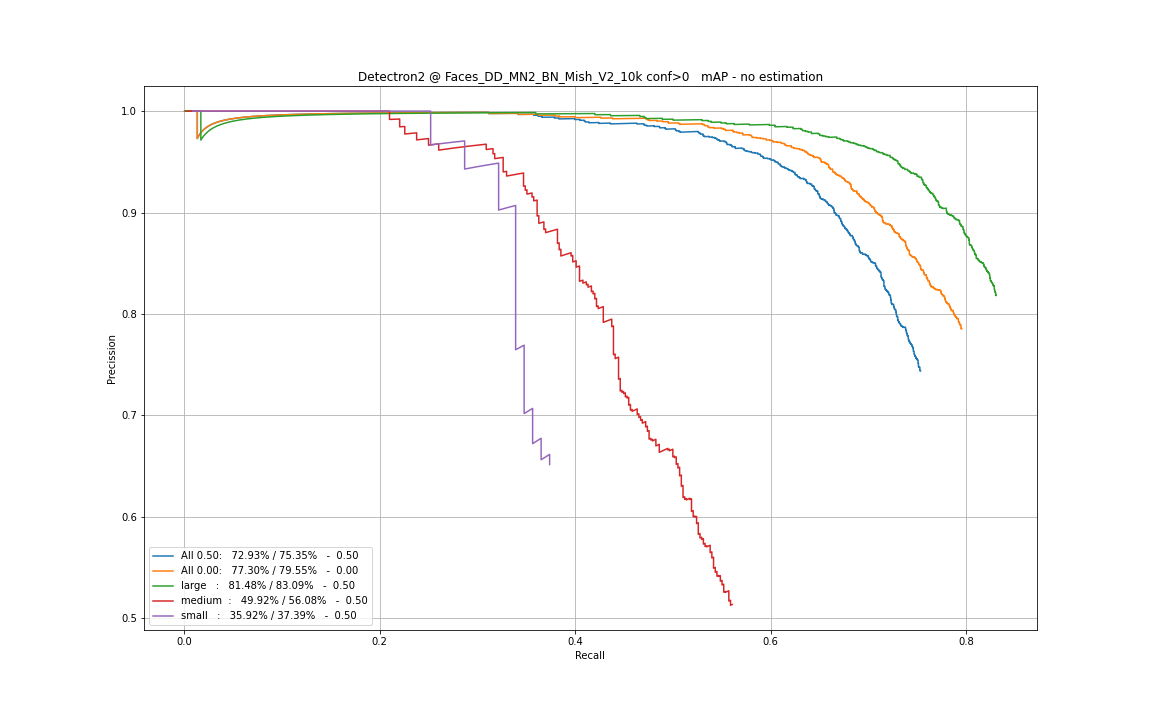 Detectron2 @ Faces_DD_MN2_BN_Mish_V2_10k conf>0   mAP - no estimation
1.0
0.9
0.8
0.7
0.6
0.5
Precission
All 0.50:   72.93% / 75.35%   -  0.50
All 0.00:   77.30% / 79.55%   -  0.00
large   :   81.48% / 83.09%   -  0.50
medium  :   49.92% / 56.08%   -  0.50
small   :   35.92% / 37.39%   -  0.50
0.0 0.2 0.4 0.6 0.8
Recall